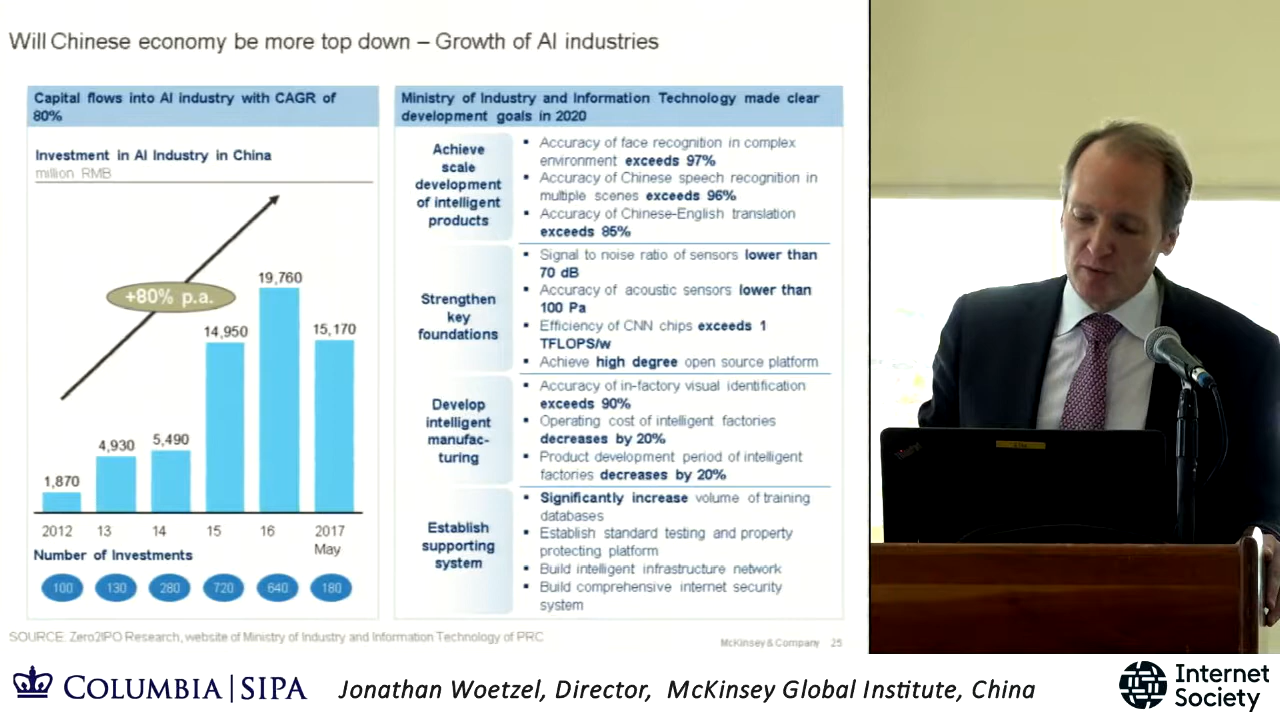 Will Chinese economy be more top down – Growth of AI industries
Capital flows into AI industry with CAGR of
80%
Investment in AI Industry in China
million RMB
+80% p.a.
1,870
4,930
5,490
14,950
19,760
15,170
2012
13
14
15
16
2017
May
Number of Investments
100
130
280
720
640
180
Ministry of Industry and Information Technology made clear
development goals in 2020
Achieve
scale
development
of intelligent
products
▪ Accuracy of face recognition in complex
environment exceeds 97%
▪ Accuracy of Chinese speech recognition in
multiple scenes exceeds 96%
▪ Accuracy of Chinese-English translation
exceeds 85%
Strengthen
key
foundations
▪ Signal to noise ratio of sensors lower than
70 dB
▪ Accuracy of acoustic sensors lower than
100 Pa
▪ Efficiency of CNN chips exceeds 1
TFLOPS/w
▪ Achieve high degree open source platform
Develop
intelligent
manufac-
turing
▪ Accuracy of in-factory visual identification
exceeds 90%
▪ Operating cost of intelligent factories
decreases by 20%
▪ Product development period of intelligent
factories decreases by 20%
Establish
supporting
system
▪ Significantly increase volume of training
databases
▪ Establish standard testing and property
protecting platform
▪ Build intelligent infrastructure network
▪ Build comprehensive internet security
system
SOURCE: Zero2IPO Research, website of Ministry of Industry and Information Technology of PRC
McKinsey & Company 25
COLUMBIA | SIPA
Jonathan Woetzel, Director, McKinsey Global Institute, China
Internet
Society